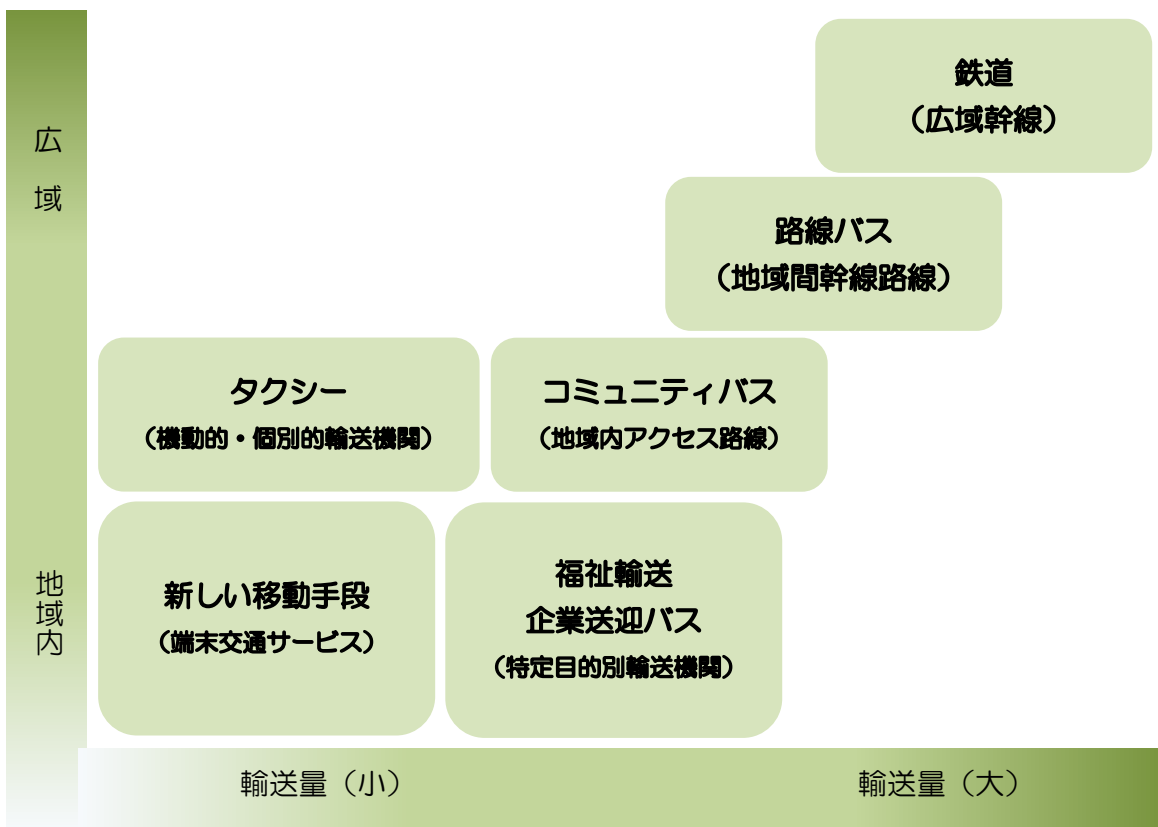 広域
鉄道
（広域幹線）
路線バス
（地域間幹線路線）
タクシー
（機動的・個別的輸送機関）
コミュニティバス
（地域内アクセス路線）
地域内
新しい移動手段
（端末交通サービス）
福祉輸送
企業送迎バス
（特定目的別輸送機関）
輸送量（小）
輸送量（大）